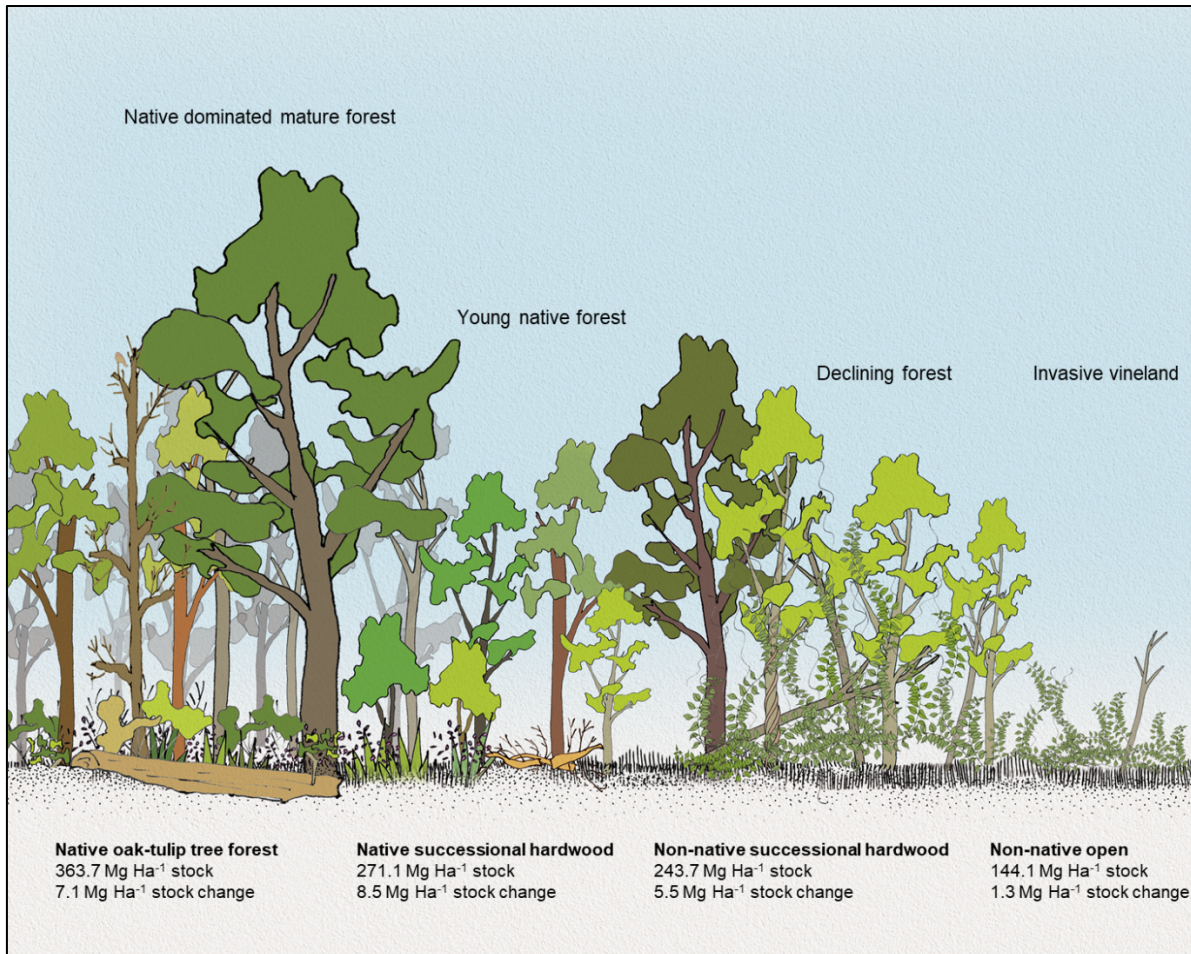 Native dominated mature forest
Young native forest
Declining forest
Invasive vineland
Native oak-tulip tree forest
363.7 Mg Ha⁻¹ stock
7.1 Mg Ha⁻¹ stock change
Native successional hardwood
271.1 Mg Ha⁻¹ stock
8.5 Mg Ha⁻¹ stock change
Non-native successional hardwood
243.7 Mg Ha⁻¹ stock
5.5 Mg Ha⁻¹ stock change
Non-native open
144.1 Mg Ha⁻¹ stock
1.3 Mg Ha⁻¹ stock change